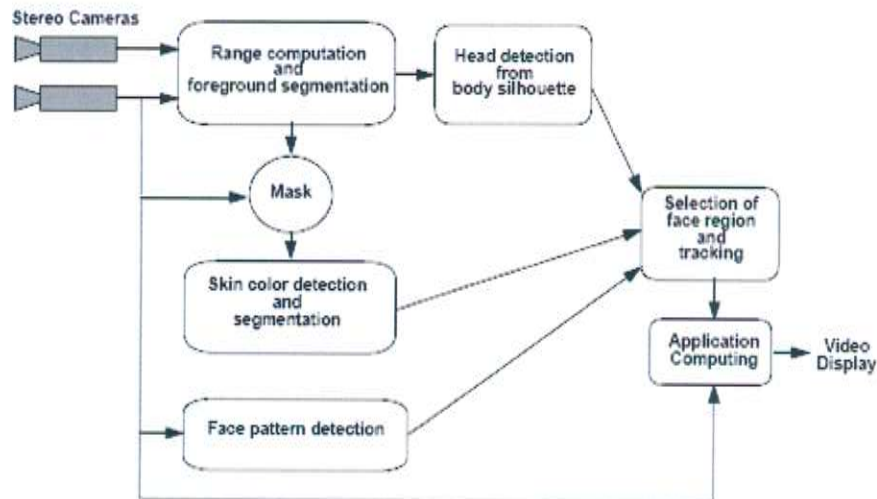 Stereo Cameras
Range computation
and
foreground segmentation
Head detection
from
body silhouette
Mask
Selection of
face region
and
tracking
Skin color detection
and
segmentation
Application
Computing
Video
Display
Face pattern detection